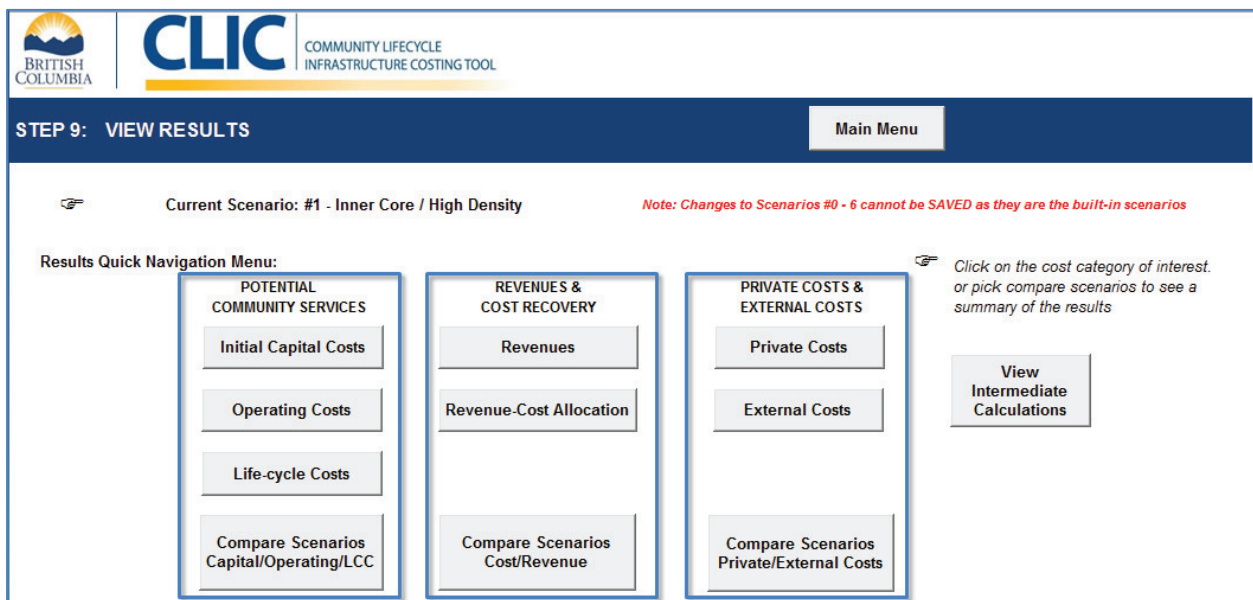 BRITISH
COLUMBIA
CLIC
COMMUNITY LIFECYCLE
INFRASTRUCTURE COSTING TOOL
STEP 9: VIEW RESULTS
Main Menu
Current Scenario: #1 - Inner Core / High Density
Note: Changes to Scenarios #0 - 6 cannot be SAVED as they are the built-in scenarios
Results Quick Navigation Menu:
Click on the cost category of interest.
or pick compare scenarios to see a
summary of the results
POTENTIAL
COMMUNITY SERVICES
Initial Capital Costs
Operating Costs
Life-cycle Costs
Compare Scenarios
Capital/Operating/LCC
REVENUES &
COST RECOVERY
Revenues
Revenue-Cost Allocation
Compare Scenarios
Cost/Revenue
PRIVATE COSTS &
EXTERNAL COSTS
Private Costs
External Costs
Compare Scenarios
Private/External Costs
View
Intermediate
Calculations